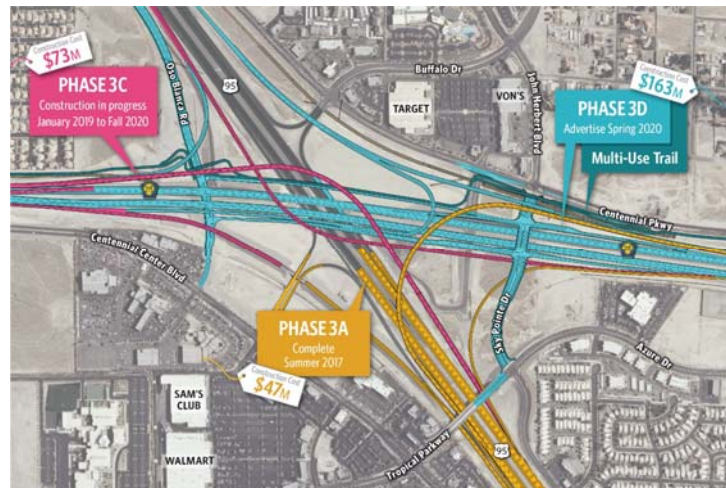 Construction Cost
$73M
PHASE 3C
Construction in progress
January 2019 to Fall 2020
Oso Blanca Rd
95
Buffalo Dr
TARGET
VON'S
John Herbert Blvd
Construction Cost
$163M
PHASE 3D
Advertise Spring 2020
Multi-Use Trail
Centennial Pkwy
Centennial Center Blvd
PHASE 3A
Complete
Summer 2017
Construction Cost
$47M
Sky Pointe Dr
Azure Dr
SAM'S
CLUB
WALMART
Tropical Parkway
95